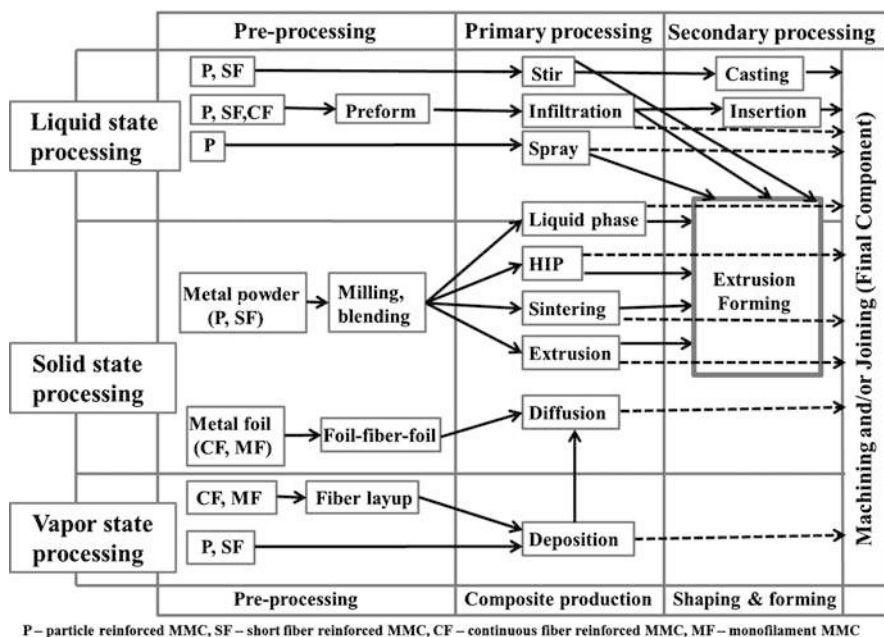 Pre-processing
Primary processing
Secondary processing
Liquid state
processing
P, SF
Stir
Casting
P, SF,CF
Preform
Infiltration
Insertion
P
Spray
Solid state
processing
Metal powder
(P, SF)
Milling,
blending
Liquid phase
HIP
Sintering
Extrusion
Extrusion
Forming
Metal foil
(CF, MF)
Foil-fiber-foil
Diffusion
Vapor state
processing
CF, MF
Fiber layup
P, SF
Deposition
Machining and/or Joining (Final Component)
Pre-processing
Composite production
Shaping & forming
P – particle reinforced MMC, SF – short fiber reinforced MMC, CF – continuous fiber reinforced MMC, MF – monofilament MMC